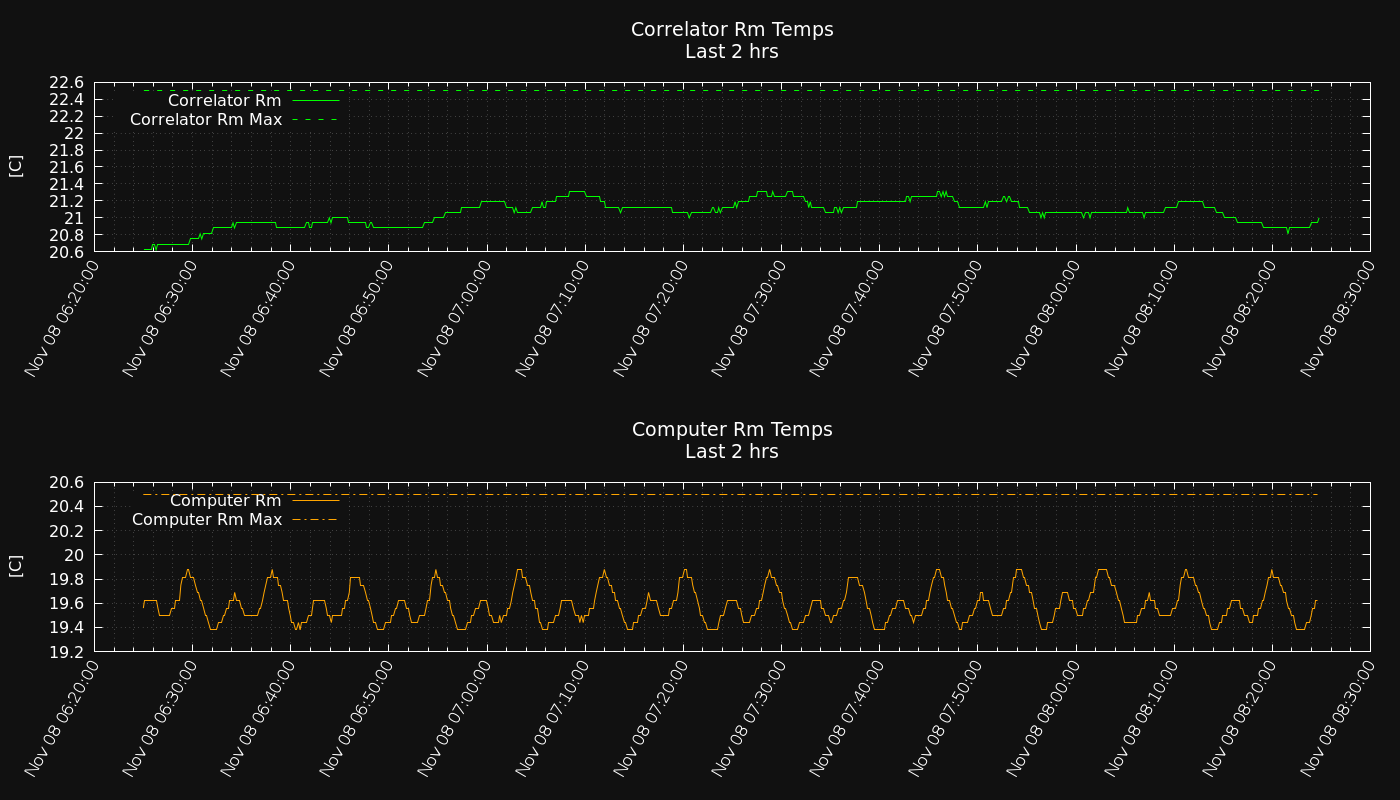 Correlator Rm Temps
Last 2 hrs
[C]
22.6
22.4
22.2
22
21.8
21.6
21.4
21.2
21
20.8
20.6
Correlator Rm
Correlator Rm Max
Nov 08 06:20:00
Nov 08 06:30:00
Nov 08 06:40:00
Nov 08 06:50:00
Nov 08 07:00:00
Nov 08 07:10:00
Nov 08 07:20:00
Nov 08 07:30:00
Nov 08 07:40:00
Nov 08 07:50:00
Nov 08 08:00:00
Nov 08 08:10:00
Nov 08 08:20:00
Nov 08 08:30:00
Computer Rm Temps
Last 2 hrs
[C]
20.6
20.4
20.2
20
19.8
19.6
19.4
19.2
Computer Rm
Computer Rm Max
Nov 08 06:20:00
Nov 08 06:30:00
Nov 08 06:40:00
Nov 08 06:50:00
Nov 08 07:00:00
Nov 08 07:10:00
Nov 08 07:20:00
Nov 08 07:30:00
Nov 08 07:40:00
Nov 08 07:50:00
Nov 08 08:00:00
Nov 08 08:10:00
Nov 08 08:20:00
Nov 08 08:30:00